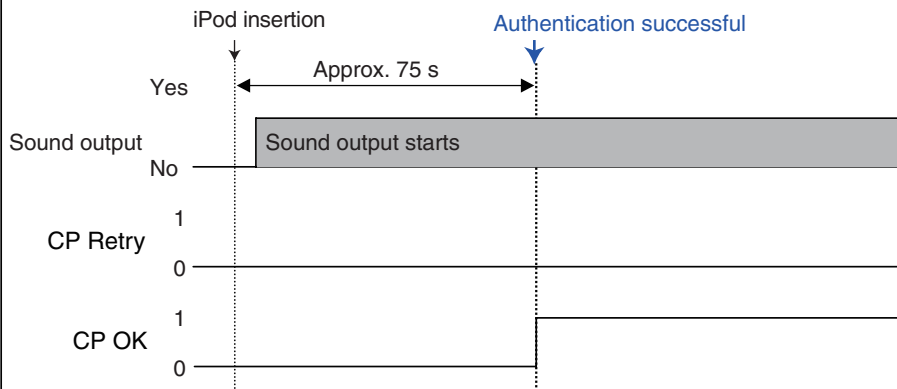 iPod insertion
Authentication successful
Approx. 75 s
Yes
Sound output
Sound output starts
No
1
CP Retry
0
1
CP OK
0